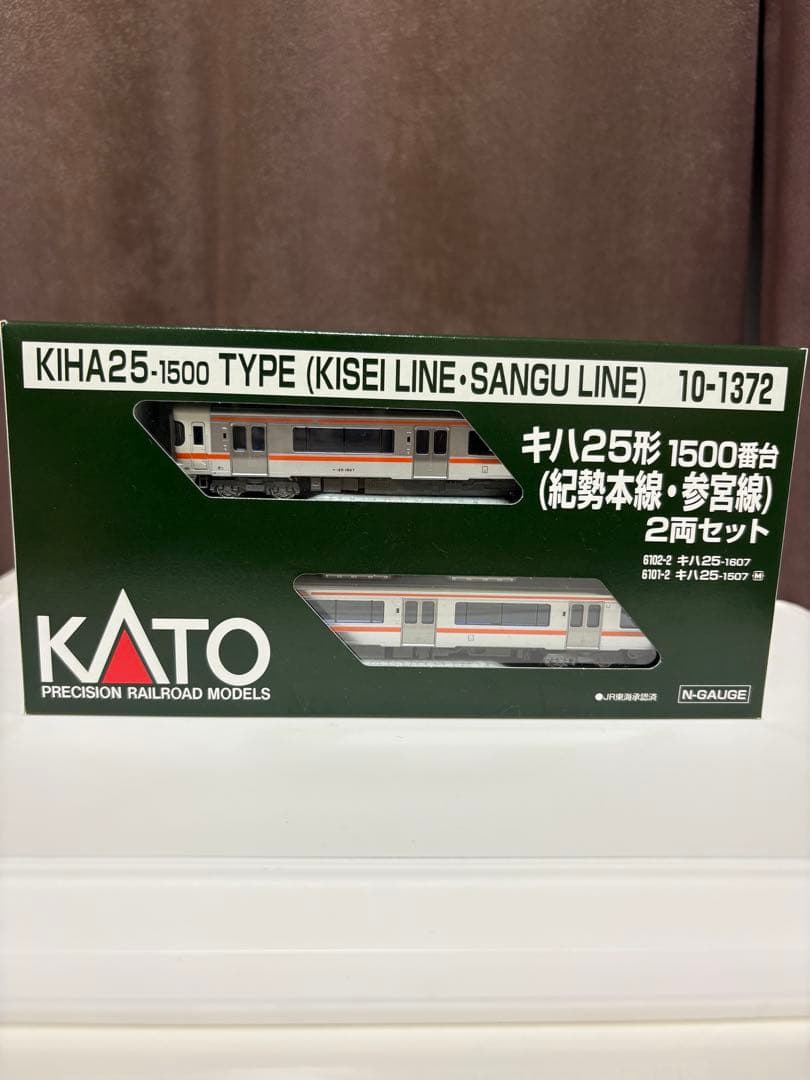 KIHA25-1500 TYPE (KISEI LINE・SANGU LINE) 10-1372
キハ25形 1500番台
(紀勢本線・参宮線)
2両セット
6102-2 キハ25-1607
6101-2 キハ25-1507 M
KATO
PRECISION RAILROAD MODELS
●JR東海承認済
N-GAUGE